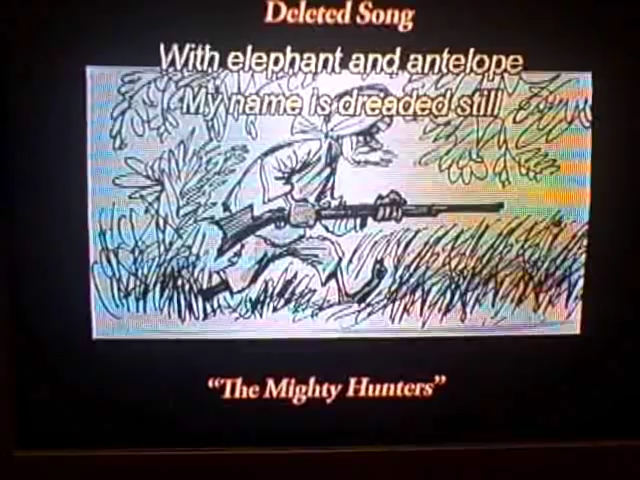 Deleted Song
With elephant and antelope
My name is dreaded still
“The Mighty Hunters”